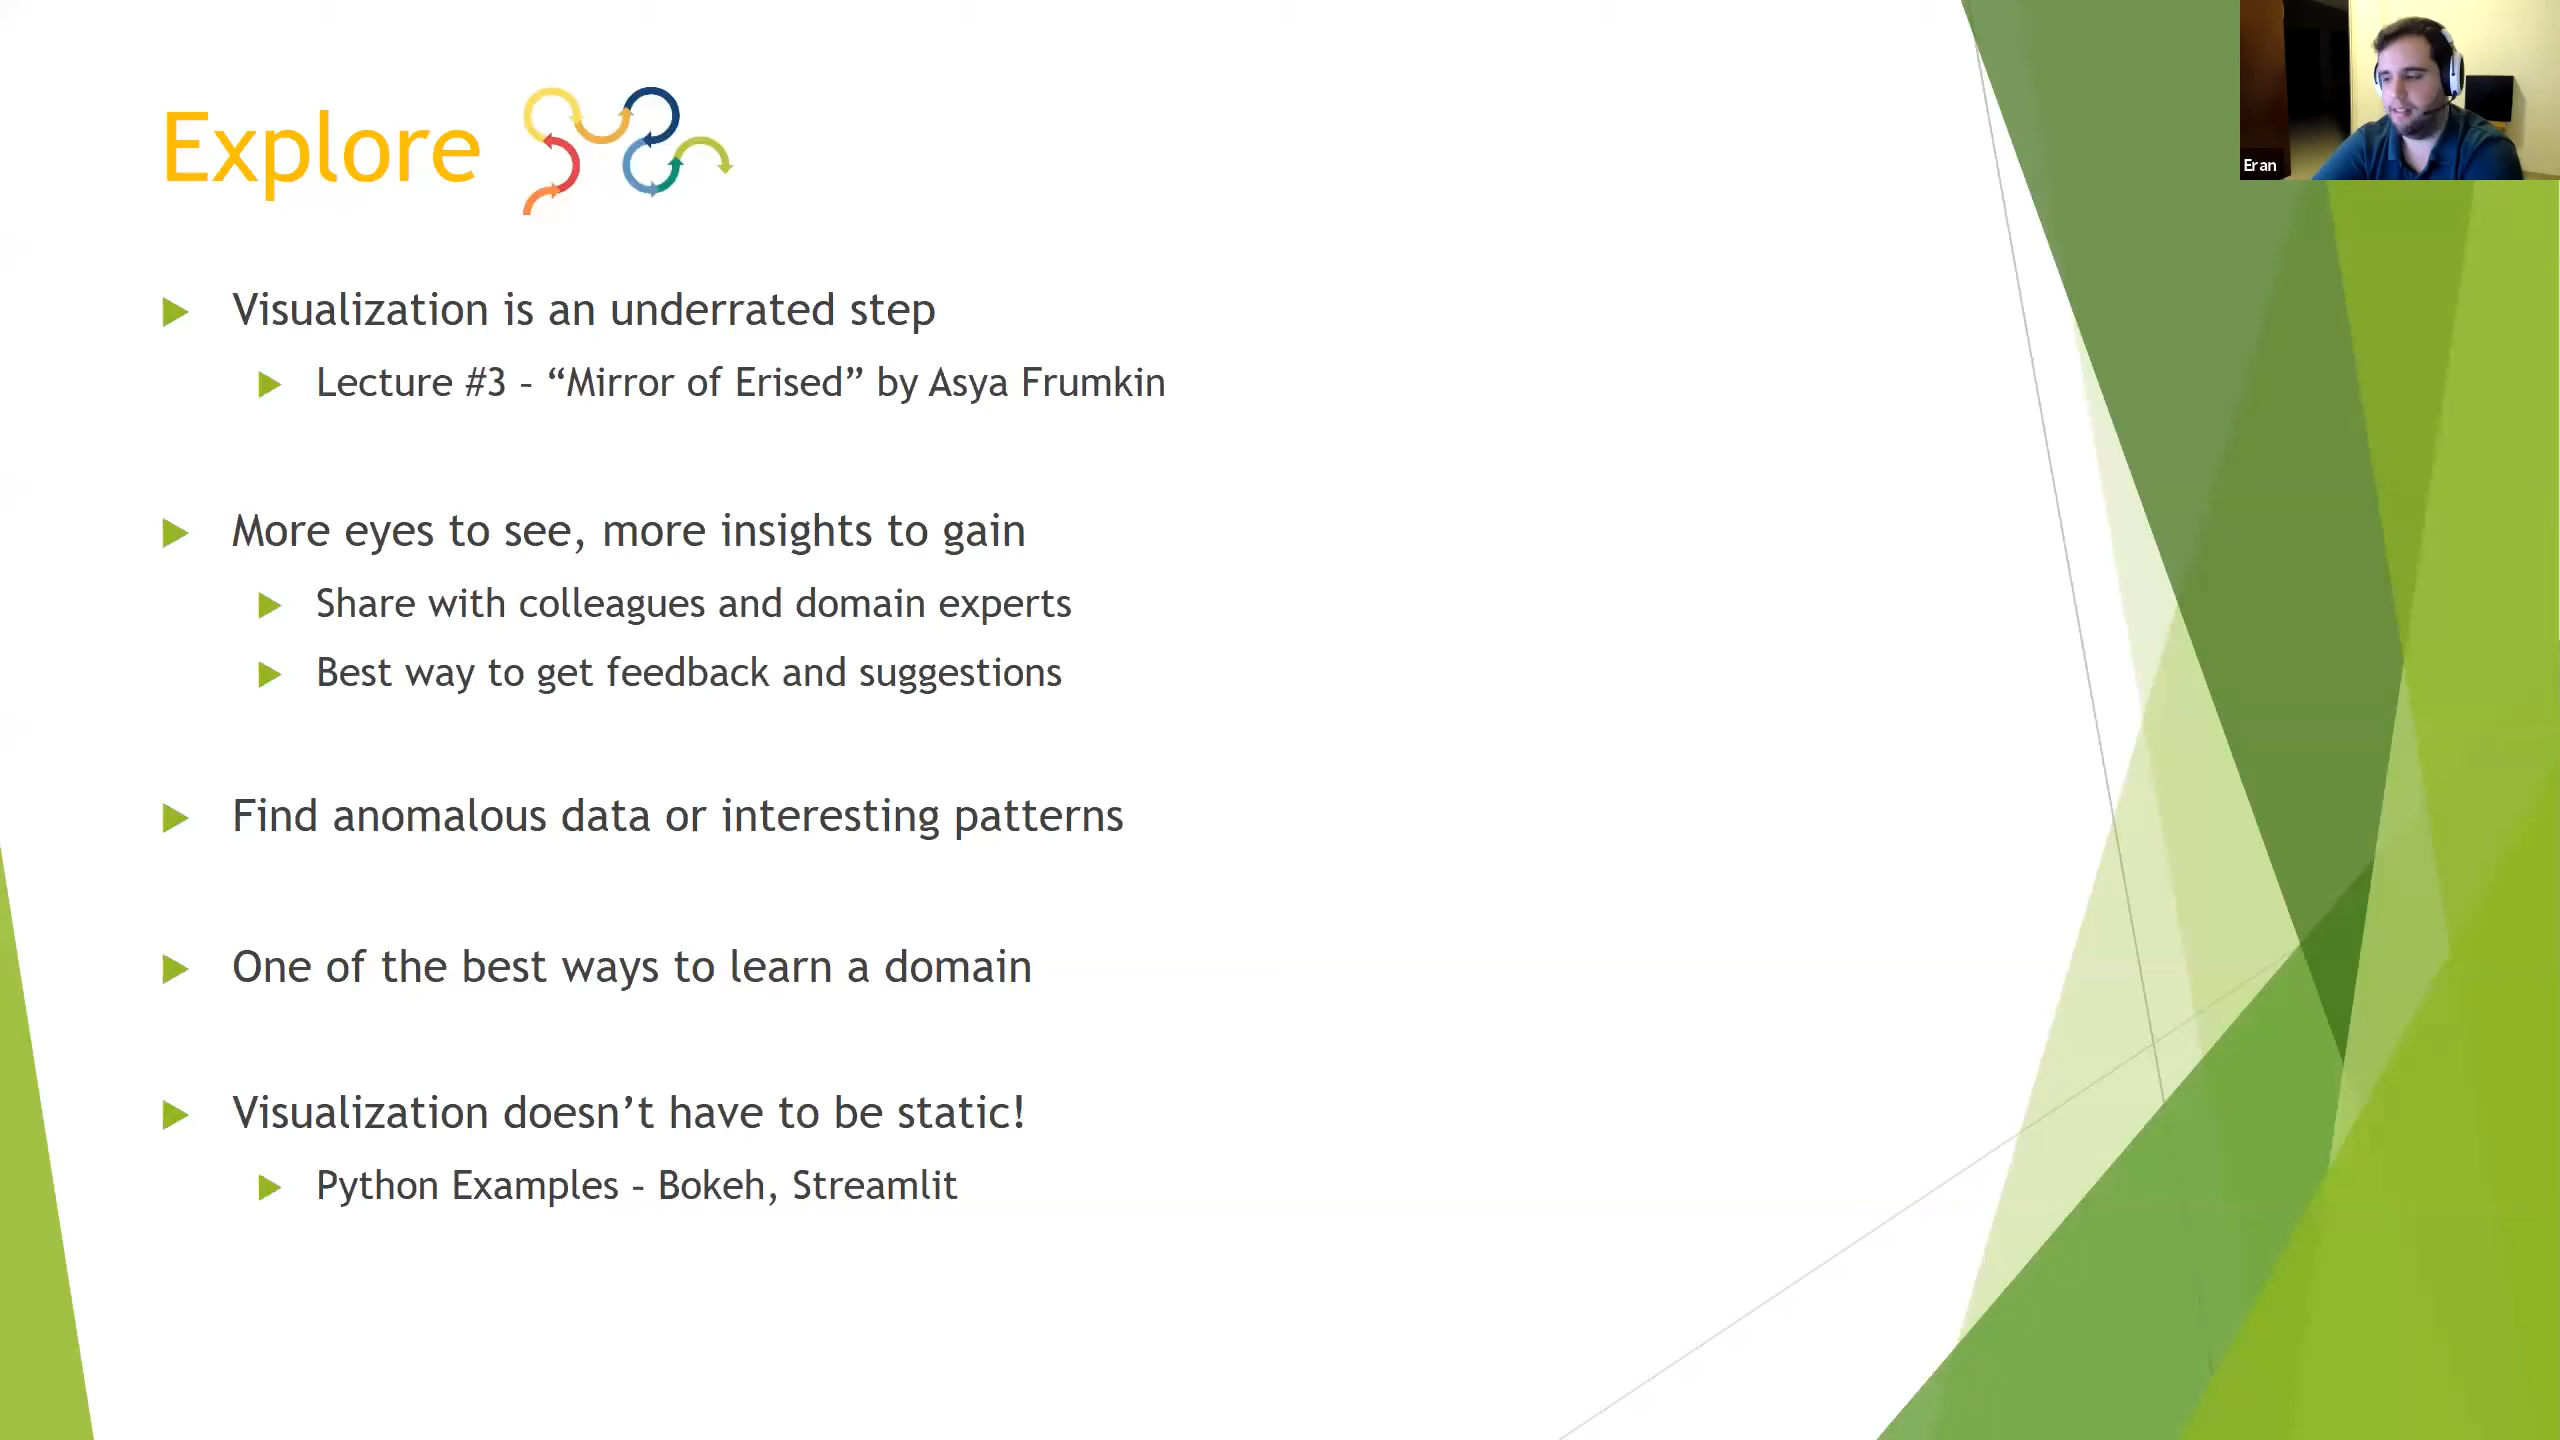 Explore
Eran
Visualization is an underrated step
Lecture #3 – “Mirror of Erised” by Asya Frumkin
More eyes to see, more insights to gain
Share with colleagues and domain experts
Best way to get feedback and suggestions
Find anomalous data or interesting patterns
One of the best ways to learn a domain
Visualization doesn’t have to be static!
Python Examples – Bokeh, Streamlit